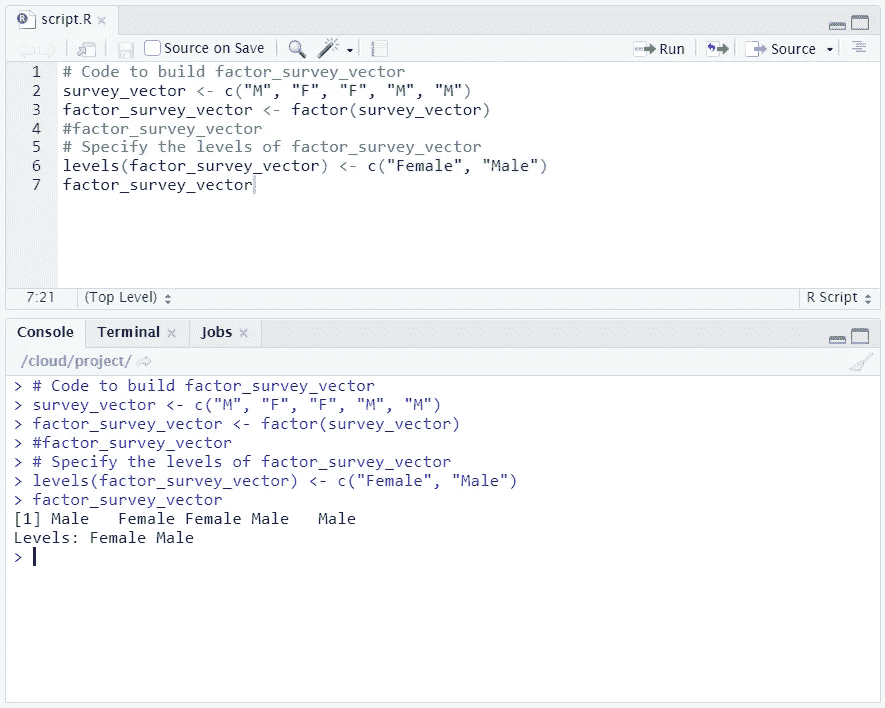 script.R
Source on Save Run Source
1 # Code to build factor_survey_vector
2 survey_vector <- c("M", "F", "F", "M", "M")
3 factor_survey_vector <- factor(survey_vector)
4 #factor_survey_vector
5 # Specify the levels of factor_survey_vector
6 levels(factor_survey_vector) <- c("Female", "Male")
7 factor_survey_vector
7:21 (Top Level) R Script
Console Terminal Jobs
/cloud/project/
> # Code to build factor_survey_vector
> survey_vector <- c("M", "F", "F", "M", "M")
> factor_survey_vector <- factor(survey_vector)
> #factor_survey_vector
> # Specify the levels of factor_survey_vector
> levels(factor_survey_vector) <- c("Female", "Male")
> factor_survey_vector
[1] Male   Female Female Male   Male
Levels: Female Male
>